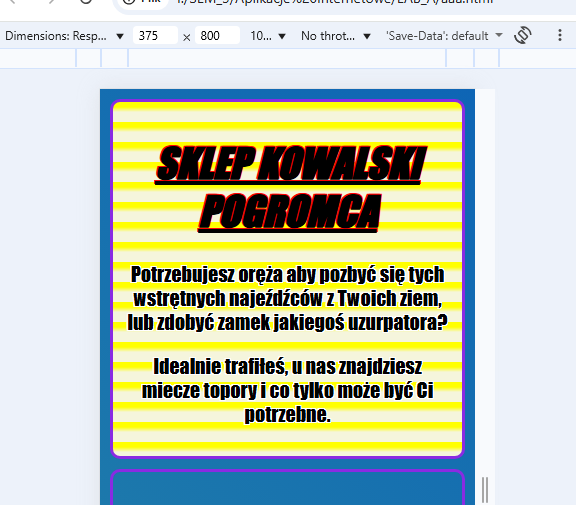 Dimensions: Resp... 375 × 800 10... No throt... 'Save-Data': default
SKLEP KOWALSKI
POGROMCA
Potrzebujesz oręża aby pozbyć się tych
wstrętnych najeźdźców z Twoich ziem,
lub zdobyć zamek jakiegoś uzurpatora?
Idealnie trafiłeś, u nas znajdziesz
miecze topory i co tylko może być Ci
potrzebne.